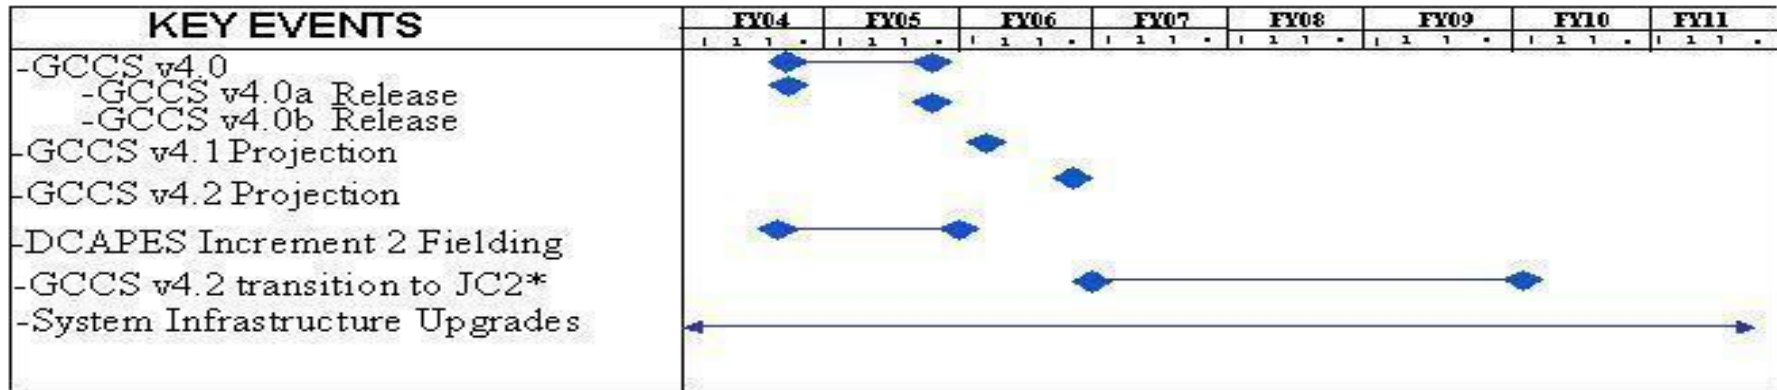 KEY EVENTS
FY04 FY05 FY06 FY07 FY08 FY09 FY10 FY11
-GCCS v4.0
-GCCS v4.0a Release
-GCCS v4.0b Release
-GCCS v4.1 Projection
-GCCS v4.2 Projection
-DCAPES Increment 2 Fielding
-GCCS v4.2 transition to JC2*
-System Infrastructure Upgrades